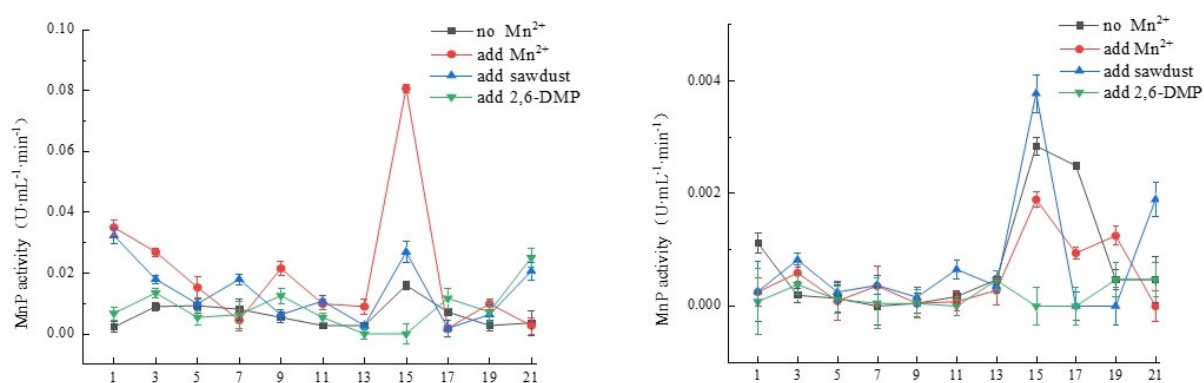 MnP activity（U·mL⁻¹·min⁻¹）
0.10
0.08
0.06
0.04
0.02
0.00
no Mn²⁺
add Mn²⁺
add sawdust
add 2,6-DMP
1 3 5 7 9 11 13 15 17 19 21
MnP activity（U·mL⁻¹·min⁻¹）
0.004
0.002
0.000
no Mn²⁺
add Mn²⁺
add sawdust
add 2,6-DMP
1 3 5 7 9 11 13 15 17 19 21